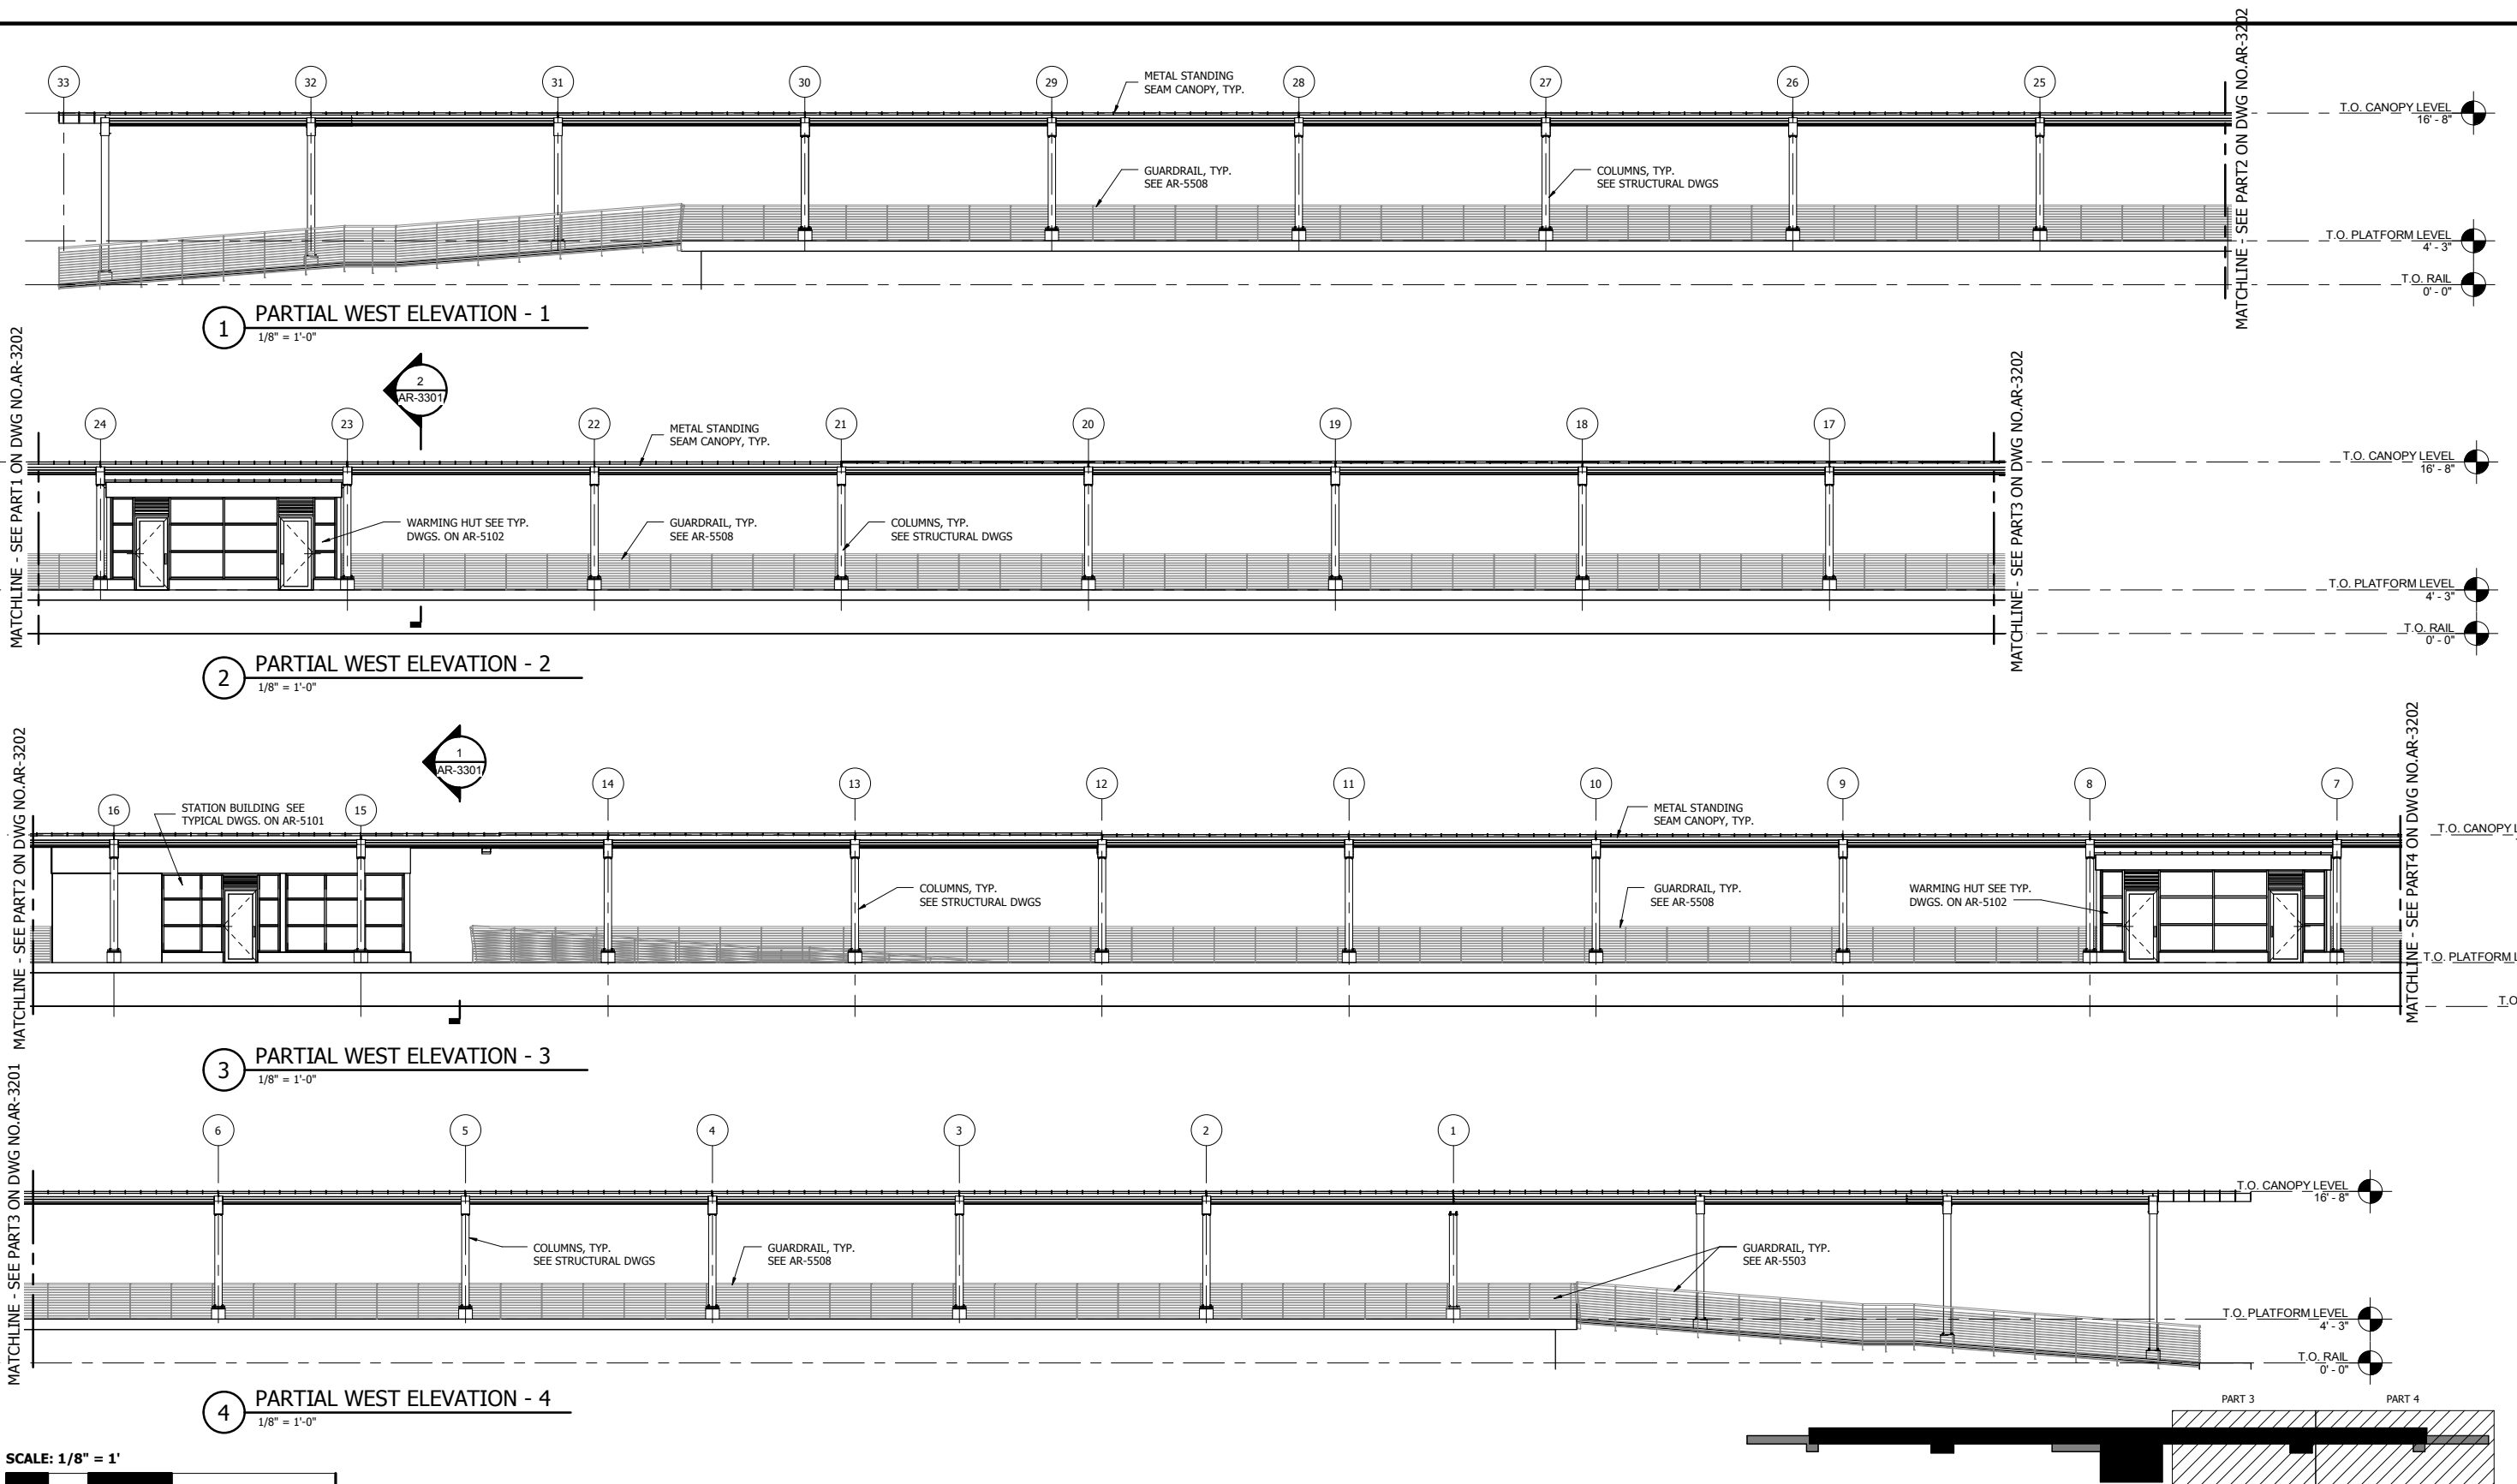 33
32
31
30
29
28
27
26
25
METAL STANDING
SEAM CANOPY, TYP.
GUARDRAIL, TYP.
SEE AR-5508
COLUMNS, TYP.
SEE STRUCTURAL DWGS
MATCHLINE - SEE PART2 ON DWG NO.AR-3202
T.O. CANOPY LEVEL
16' - 8"
T.O. PLATFORM LEVEL
4' - 3"
T.O. RAIL
0' - 0"
1
PARTIAL WEST ELEVATION - 1
1/8" = 1'-0"
MATCHLINE - SEE PART1 ON DWG NO.AR-3202
2
AR-3301
24
23
22
21
20
19
18
17
METAL STANDING
SEAM CANOPY, TYP.
WARMING HUT SEE TYP.
DWGS. ON AR-5102
GUARDRAIL, TYP.
SEE AR-5508
COLUMNS, TYP.
SEE STRUCTURAL DWGS
MATCHLINE - SEE PART3 ON DWG NO.AR-3202
T.O. CANOPY LEVEL
16' - 8"
T.O. PLATFORM LEVEL
4' - 3"
T.O. RAIL
0' - 0"
2
PARTIAL WEST ELEVATION - 2
1/8" = 1'-0"
MATCHLINE - SEE PART2 ON DWG NO.AR-3202
1
AR-3301
16
15
14
13
12
11
10
9
8
7
STATION BUILDING SEE
TYPICAL DWGS. ON AR-5101
METAL STANDING
SEAM CANOPY, TYP.
COLUMNS, TYP.
SEE STRUCTURAL DWGS
GUARDRAIL, TYP.
SEE AR-5508
WARMING HUT SEE TYP.
DWGS. ON AR-5102
MATCHLINE - SEE PART4 ON DWG NO.AR-3202
T.O. CANOPY L
T.O. PLATFORM L
T.O
3
PARTIAL WEST ELEVATION - 3
1/8" = 1'-0"
MATCHLINE - SEE PART3 ON DWG NO.AR-3201
6
5
4
3
2
1
COLUMNS, TYP.
SEE STRUCTURAL DWGS
GUARDRAIL, TYP.
SEE AR-5508
GUARDRAIL, TYP.
SEE AR-5503
T.O. CANOPY LEVEL
16' - 8"
T.O. PLATFORM LEVEL
4' - 3"
T.O. RAIL
0' - 0"
4
PARTIAL WEST ELEVATION - 4
1/8" = 1'-0"
PART 3
PART 4
SCALE: 1/8" = 1'